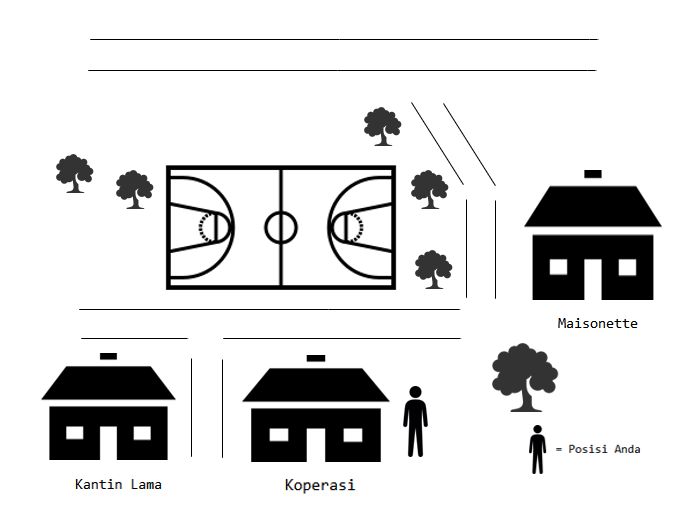 Maisonette
= Posisi Anda
Kantin Lama
Koperasi